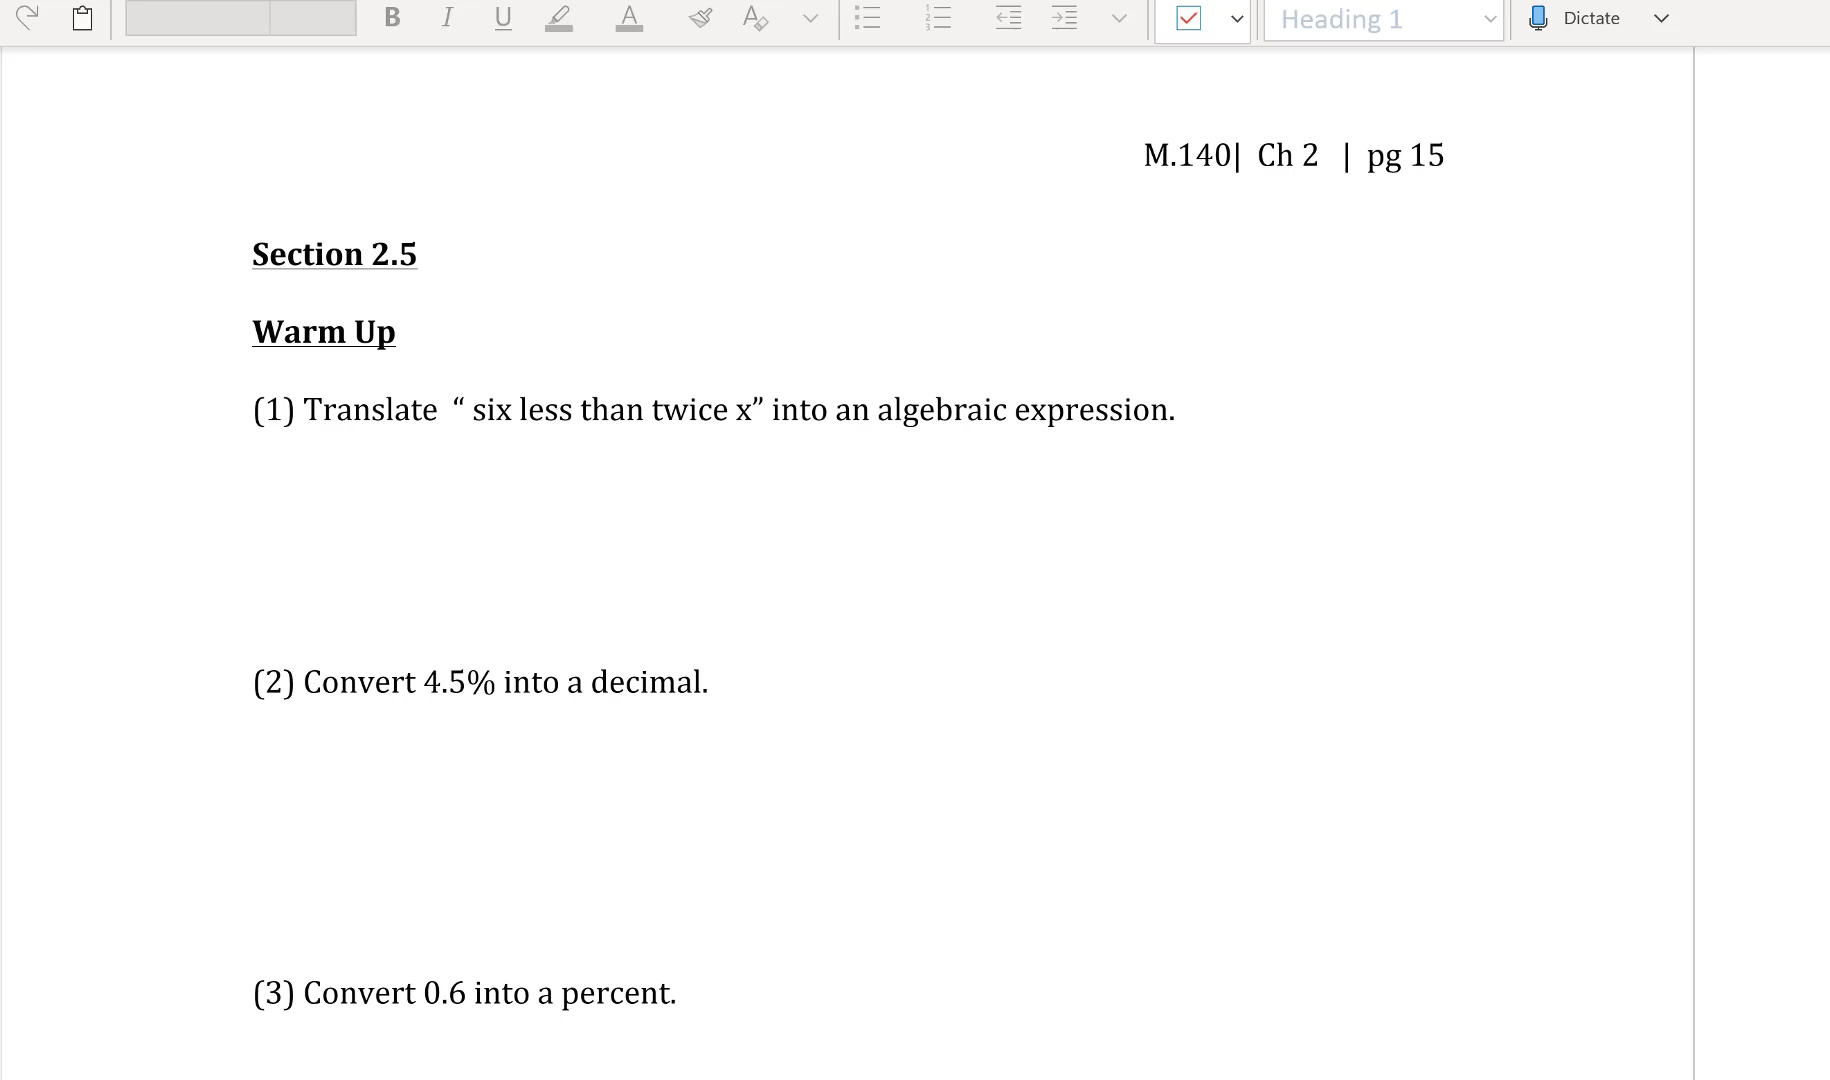 B I U A A Heading 1 Dictate
M.140| Ch 2 | pg 15
Section 2.5
Warm Up
(1) Translate “ six less than twice x” into an algebraic expression.
(2) Convert 4.5% into a decimal.
(3) Convert 0.6 into a percent.